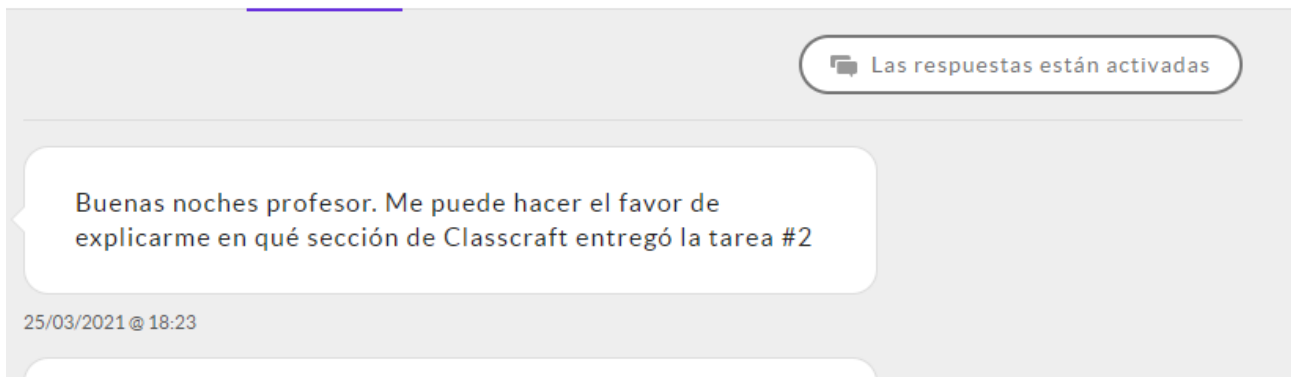 Las respuestas están activadas
Buenas noches profesor. Me puede hacer el favor de
explicarme en qué sección de Classcraft entregó la tarea #2
25/03/2021 @ 18:23